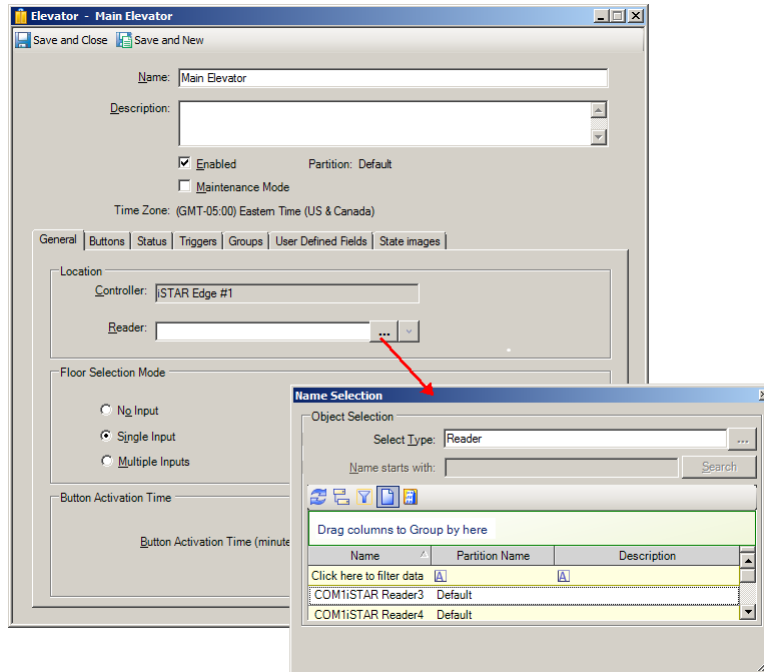 Elevator - Main Elevator
Save and Close Save and New
Name: Main Elevator
Description:
Enabled Partition: Default
Maintenance Mode
Time Zone: (GMT-05:00) Eastern Time (US & Canada)
General Buttons Status Triggers Groups User Defined Fields State images
Location
Controller: iSTAR Edge #1
Reader: ...
Floor Selection Mode
No Input
Single Input
Multiple Inputs
Button Activation Time
Button Activation Time (minute
Name Selection
Object Selection
Select Type: Reader ...
Name starts with: Search
Drag columns to Group by here
Name Partition Name Description
Click here to filter data A A
COM1iSTAR Reader3 Default
COM1iSTAR Reader4 Default